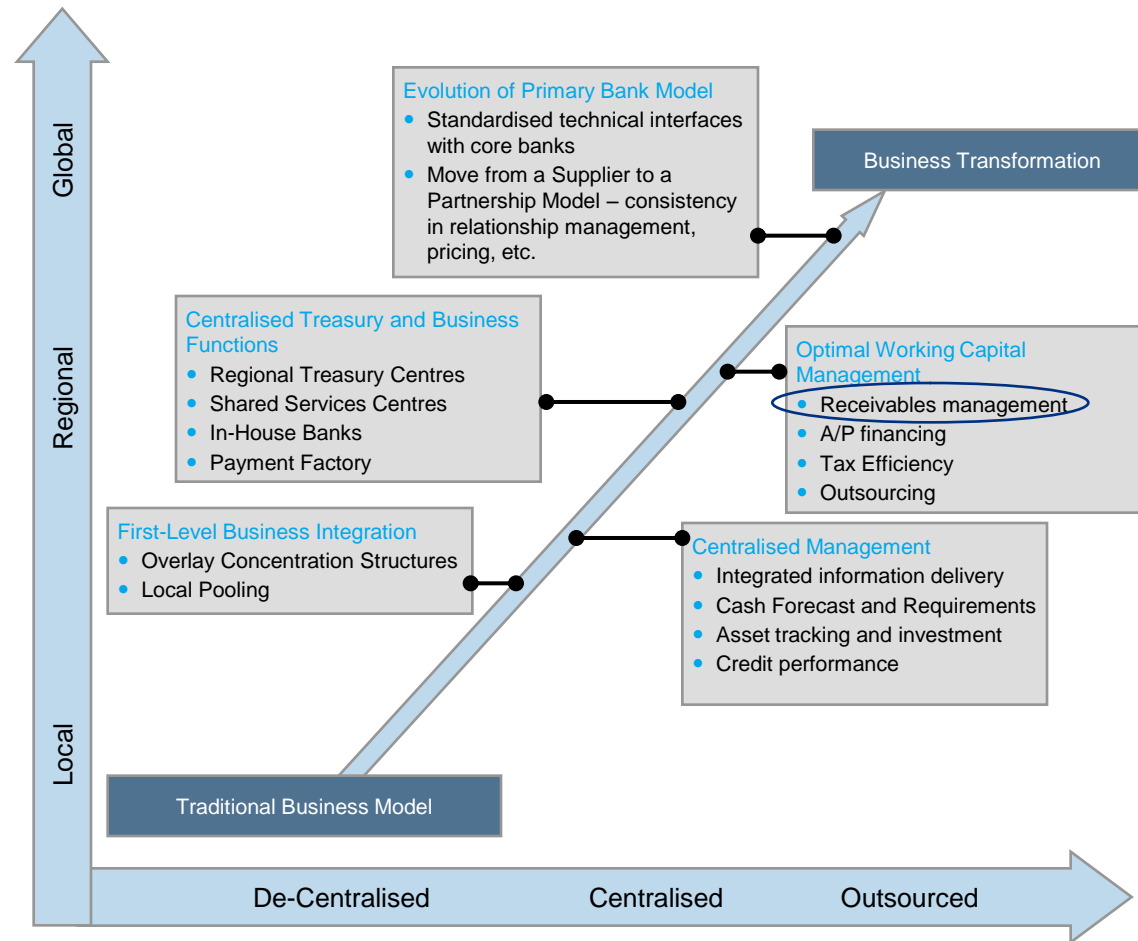 Global
Regional
Local
Evolution of Primary Bank Model
Standardised technical interfaces
with core banks
Move from a Supplier to a
Partnership Model – consistency
in relationship management,
pricing, etc.
Business Transformation
Centralised Treasury and Business
Functions
Regional Treasury Centres
Shared Services Centres
In-House Banks
Payment Factory
Optimal Working Capital
Management
Receivables management
A/P financing
Tax Efficiency
Outsourcing
First-Level Business Integration
Overlay Concentration Structures
Local Pooling
Centralised Management
Integrated information delivery
Cash Forecast and Requirements
Asset tracking and investment
Credit performance
Traditional Business Model
De-Centralised
Centralised
Outsourced